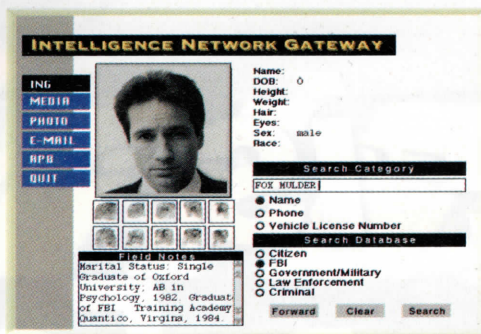 INTELLIGENCE NETWORK GATEWAY
ING
MEDIA
PHOTO
E-MAIL
APB
QUIT
Name:
DOB: 0
Height:
Weight:
Hair:
Eyes:
Sex: male
Race:
Search Category
FOX MULDER
Name
Phone
Vehicle License Number
Search Database
Citizen
FBI
Government/Military
Law Enforcement
Criminal
Forward Clear Search
Field Notes
Marital Status: Single
Graduate of Oxford
University; AB in
Psychology, 1982. Graduat
of FBI Training Academy
Quantico, Virgina, 1984.